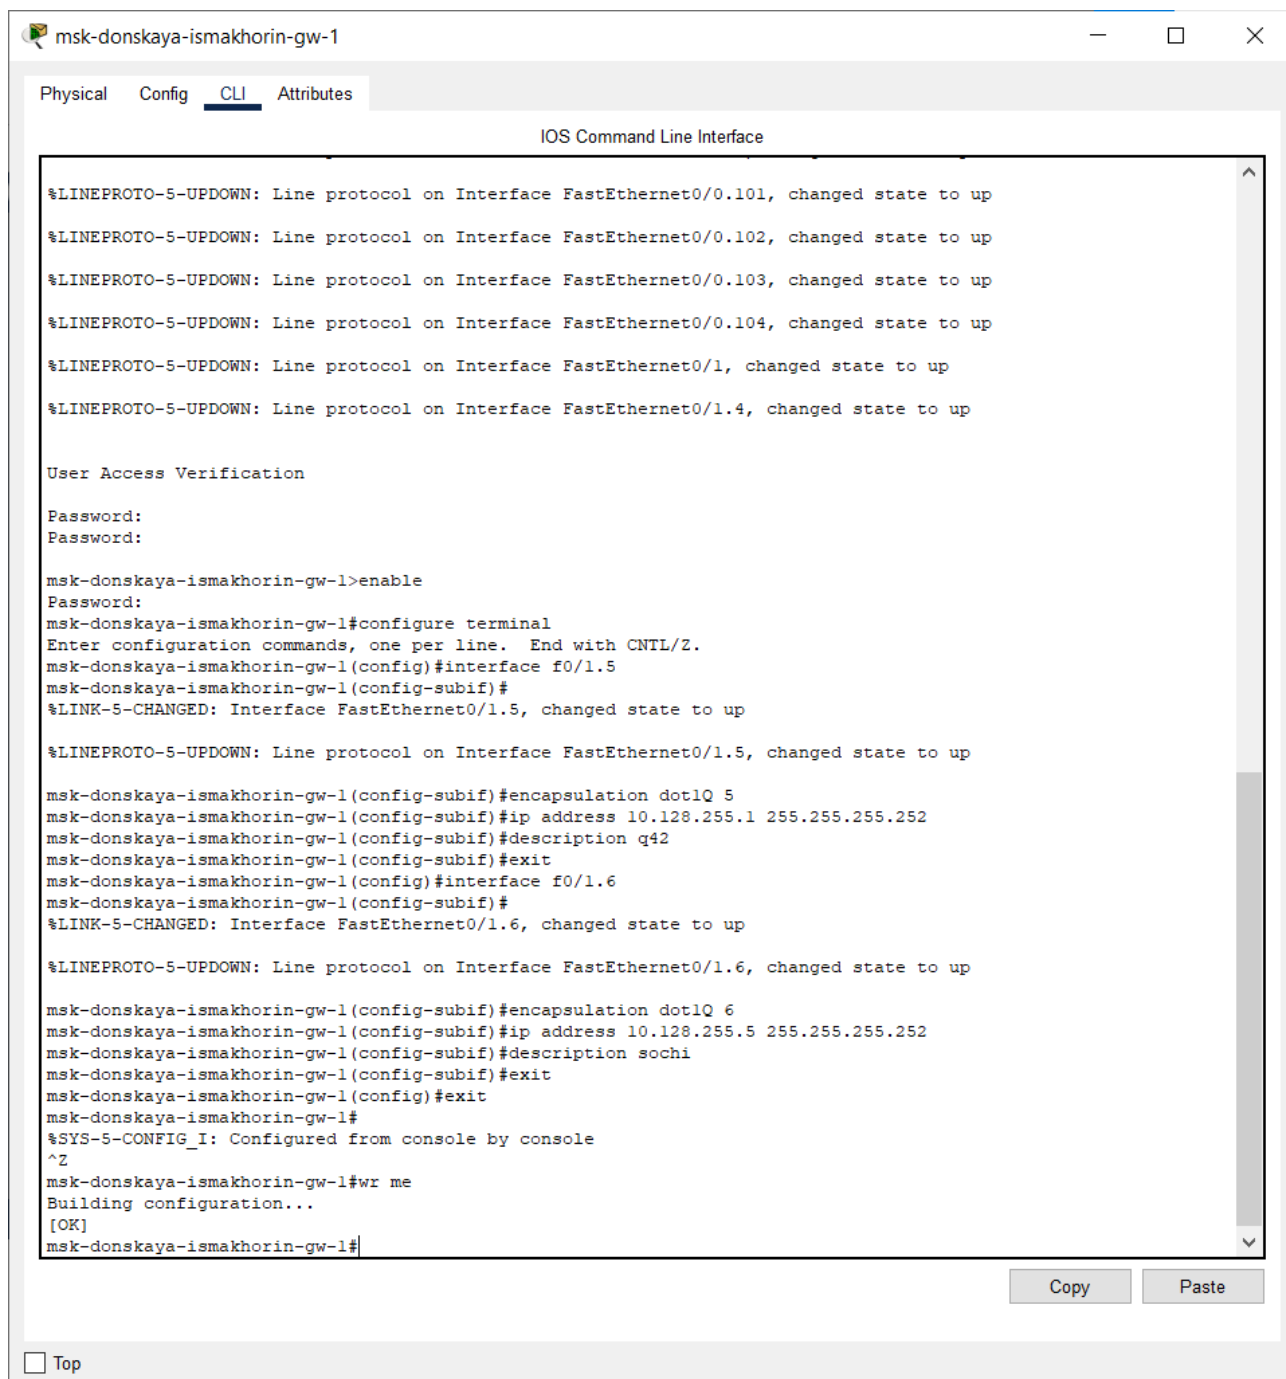 msk-donskaya-ismakhorin-gw-1
Physical Config CLI Attributes
IOS Command Line Interface
%LINEPROTO-5-UPDOWN: Line protocol on Interface FastEthernet0/0.101, changed state to up
%LINEPROTO-5-UPDOWN: Line protocol on Interface FastEthernet0/0.102, changed state to up
%LINEPROTO-5-UPDOWN: Line protocol on Interface FastEthernet0/0.103, changed state to up
%LINEPROTO-5-UPDOWN: Line protocol on Interface FastEthernet0/0.104, changed state to up
%LINEPROTO-5-UPDOWN: Line protocol on Interface FastEthernet0/1, changed state to up
%LINEPROTO-5-UPDOWN: Line protocol on Interface FastEthernet0/1.4, changed state to up
User Access Verification
Password:
Password:
msk-donskaya-ismakhorin-gw-1>enable
Password:
msk-donskaya-ismakhorin-gw-1#configure terminal
Enter configuration commands, one per line.  End with CNTL/Z.
msk-donskaya-ismakhorin-gw-1(config)#interface f0/1.5
msk-donskaya-ismakhorin-gw-1(config-subif)#
%LINK-5-CHANGED: Interface FastEthernet0/1.5, changed state to up
%LINEPROTO-5-UPDOWN: Line protocol on Interface FastEthernet0/1.5, changed state to up
msk-donskaya-ismakhorin-gw-1(config-subif)#encapsulation dot1Q 5
msk-donskaya-ismakhorin-gw-1(config-subif)#ip address 10.128.255.1 255.255.255.252
msk-donskaya-ismakhorin-gw-1(config-subif)#description q42
msk-donskaya-ismakhorin-gw-1(config-subif)#exit
msk-donskaya-ismakhorin-gw-1(config)#interface f0/1.6
msk-donskaya-ismakhorin-gw-1(config-subif)#
%LINK-5-CHANGED: Interface FastEthernet0/1.6, changed state to up
%LINEPROTO-5-UPDOWN: Line protocol on Interface FastEthernet0/1.6, changed state to up
msk-donskaya-ismakhorin-gw-1(config-subif)#encapsulation dot1Q 6
msk-donskaya-ismakhorin-gw-1(config-subif)#ip address 10.128.255.5 255.255.255.252
msk-donskaya-ismakhorin-gw-1(config-subif)#description sochi
msk-donskaya-ismakhorin-gw-1(config-subif)#exit
msk-donskaya-ismakhorin-gw-1(config)#exit
msk-donskaya-ismakhorin-gw-1#
%SYS-5-CONFIG_I: Configured from console by console
^Z
msk-donskaya-ismakhorin-gw-1#wr me
Building configuration...
[OK]
msk-donskaya-ismakhorin-gw-1#
Copy Paste
Top